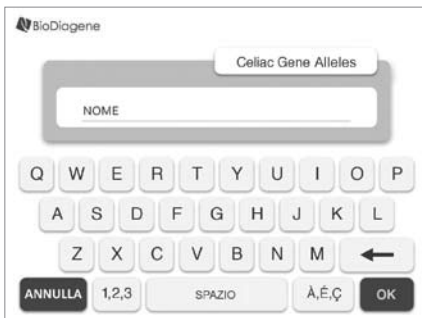 BioDiagene
Celiac Gene Alleles
NOME
Q W E R T Y U I O P
A S D F G H J K L
Z X C V B N M
ANNULLA 1,2,3 SPAZIO À,É,Ç OK